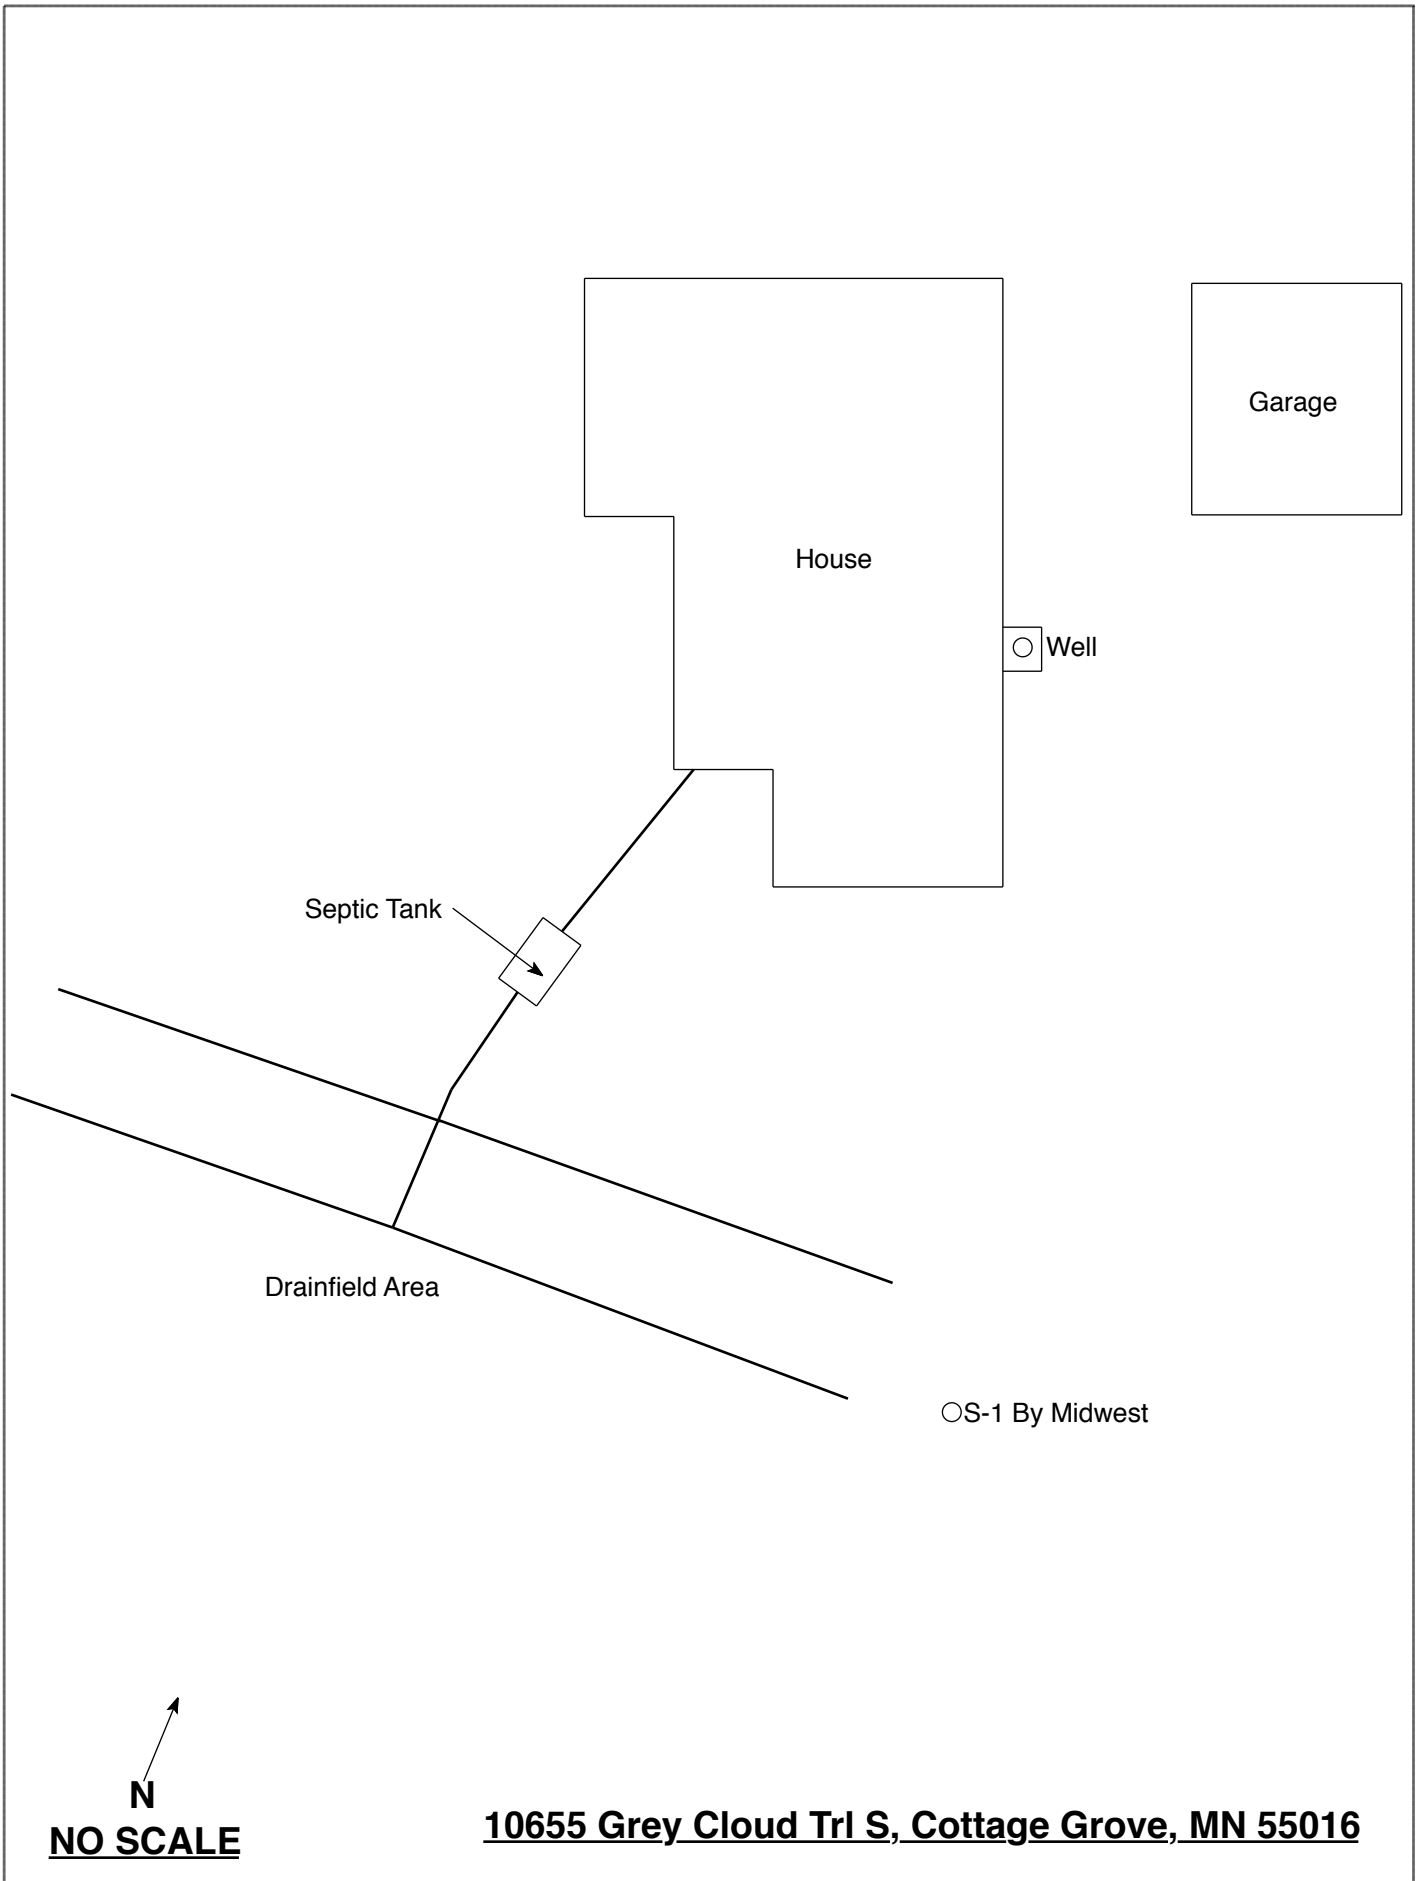 Garage
House
Well
Septic Tank
Drainfield Area
S-1 By Midwest
N
NO SCALE
10655 Grey Cloud Trl S, Cottage Grove, MN 55016